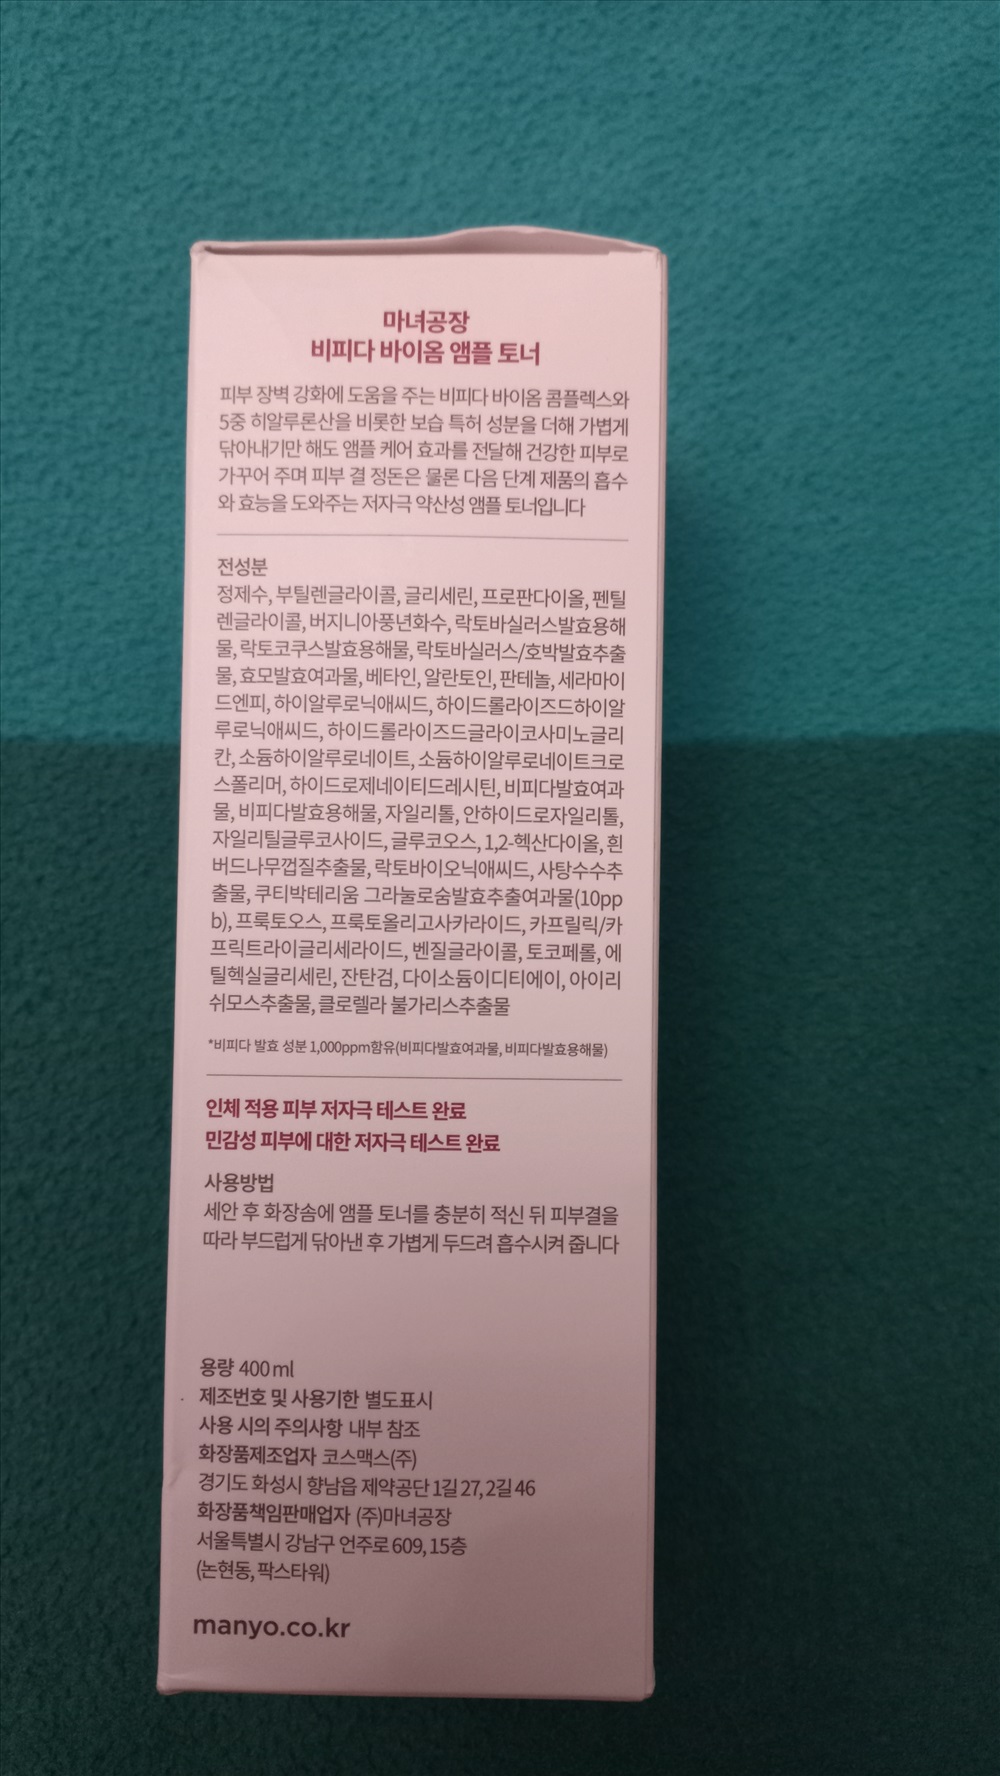 마녀공장
비피다 바이옴 앰플 토너
피부 장벽 강화에 도움을 주는 비피다 바이옴 콤플렉스와
5중 히알루론산을 비롯한 보습 특허 성분을 더해 가볍게
닦아내기만 해도 앰플 케어 효과를 전달해 건강한 피부로
가꾸어 주며 피부 결 정돈은 물론 다음 단계 제품의 흡수
와 효능을 도와주는 저자극 약산성 앰플 토너입니다
전성분
정제수, 부틸렌글라이콜, 글리세린, 프로판다이올, 펜틸
렌글라이콜, 버지니아풍년화수, 락토바실러스발효용해
물, 락토코쿠스발효용해물, 락토바실러스/호박발효추출
물, 효모발효여과물, 베타인, 알란토인, 판테놀, 세라마이
드엔피, 하이알루로닉애씨드, 하이드롤라이즈드하이알
루로닉애씨드, 하이드롤라이즈드글라이코사미노글리
칸, 소듐하이알루로네이트, 소듐하이알루로네이트크로
스폴리머, 하이드로제네이티드레시틴, 비피다발효여과
물, 비피다발효용해물, 자일리톨, 안하이드로자일리톨,
자일리틸글루코사이드, 글루코오스, 1,2-헥산다이올, 흰
버드나무껍질추출물, 락토바이오닉애씨드, 사탕수수추
출물, 쿠티박테리움 그라눌로숨발효추출여과물(10pp
b), 프룩토오스, 프룩토올리고사카라이드, 카프릴릭/카
프릭트라이글리세라이드, 벤질글라이콜, 토코페롤, 에
틸헥실글리세린, 잔탄검, 다이소듐이디티에이, 아이리
쉬모스추출물, 클로렐라 불가리스추출물
*비피다 발효 성분 1,000ppm함유(비피다발효여과물, 비피다발효용해물)
인체 적용 피부 저자극 테스트 완료
민감성 피부에 대한 저자극 테스트 완료
사용방법
세안 후 화장솜에 앰플 토너를 충분히 적신 뒤 피부결을
따라 부드럽게 닦아낸 후 가볍게 두드려 흡수시켜 줍니다
용량 400ml
제조번호 및 사용기한 별도표시
사용 시의 주의사항 내부 참조
화장품제조업자 코스맥스(주)
경기도 화성시 향남읍 제약공단 1길 27, 2길 46
화장품책임판매업자 (주)마녀공장
서울특별시 강남구 언주로 609, 15층
(논현동, 팍스타워)
manyo.co.kr